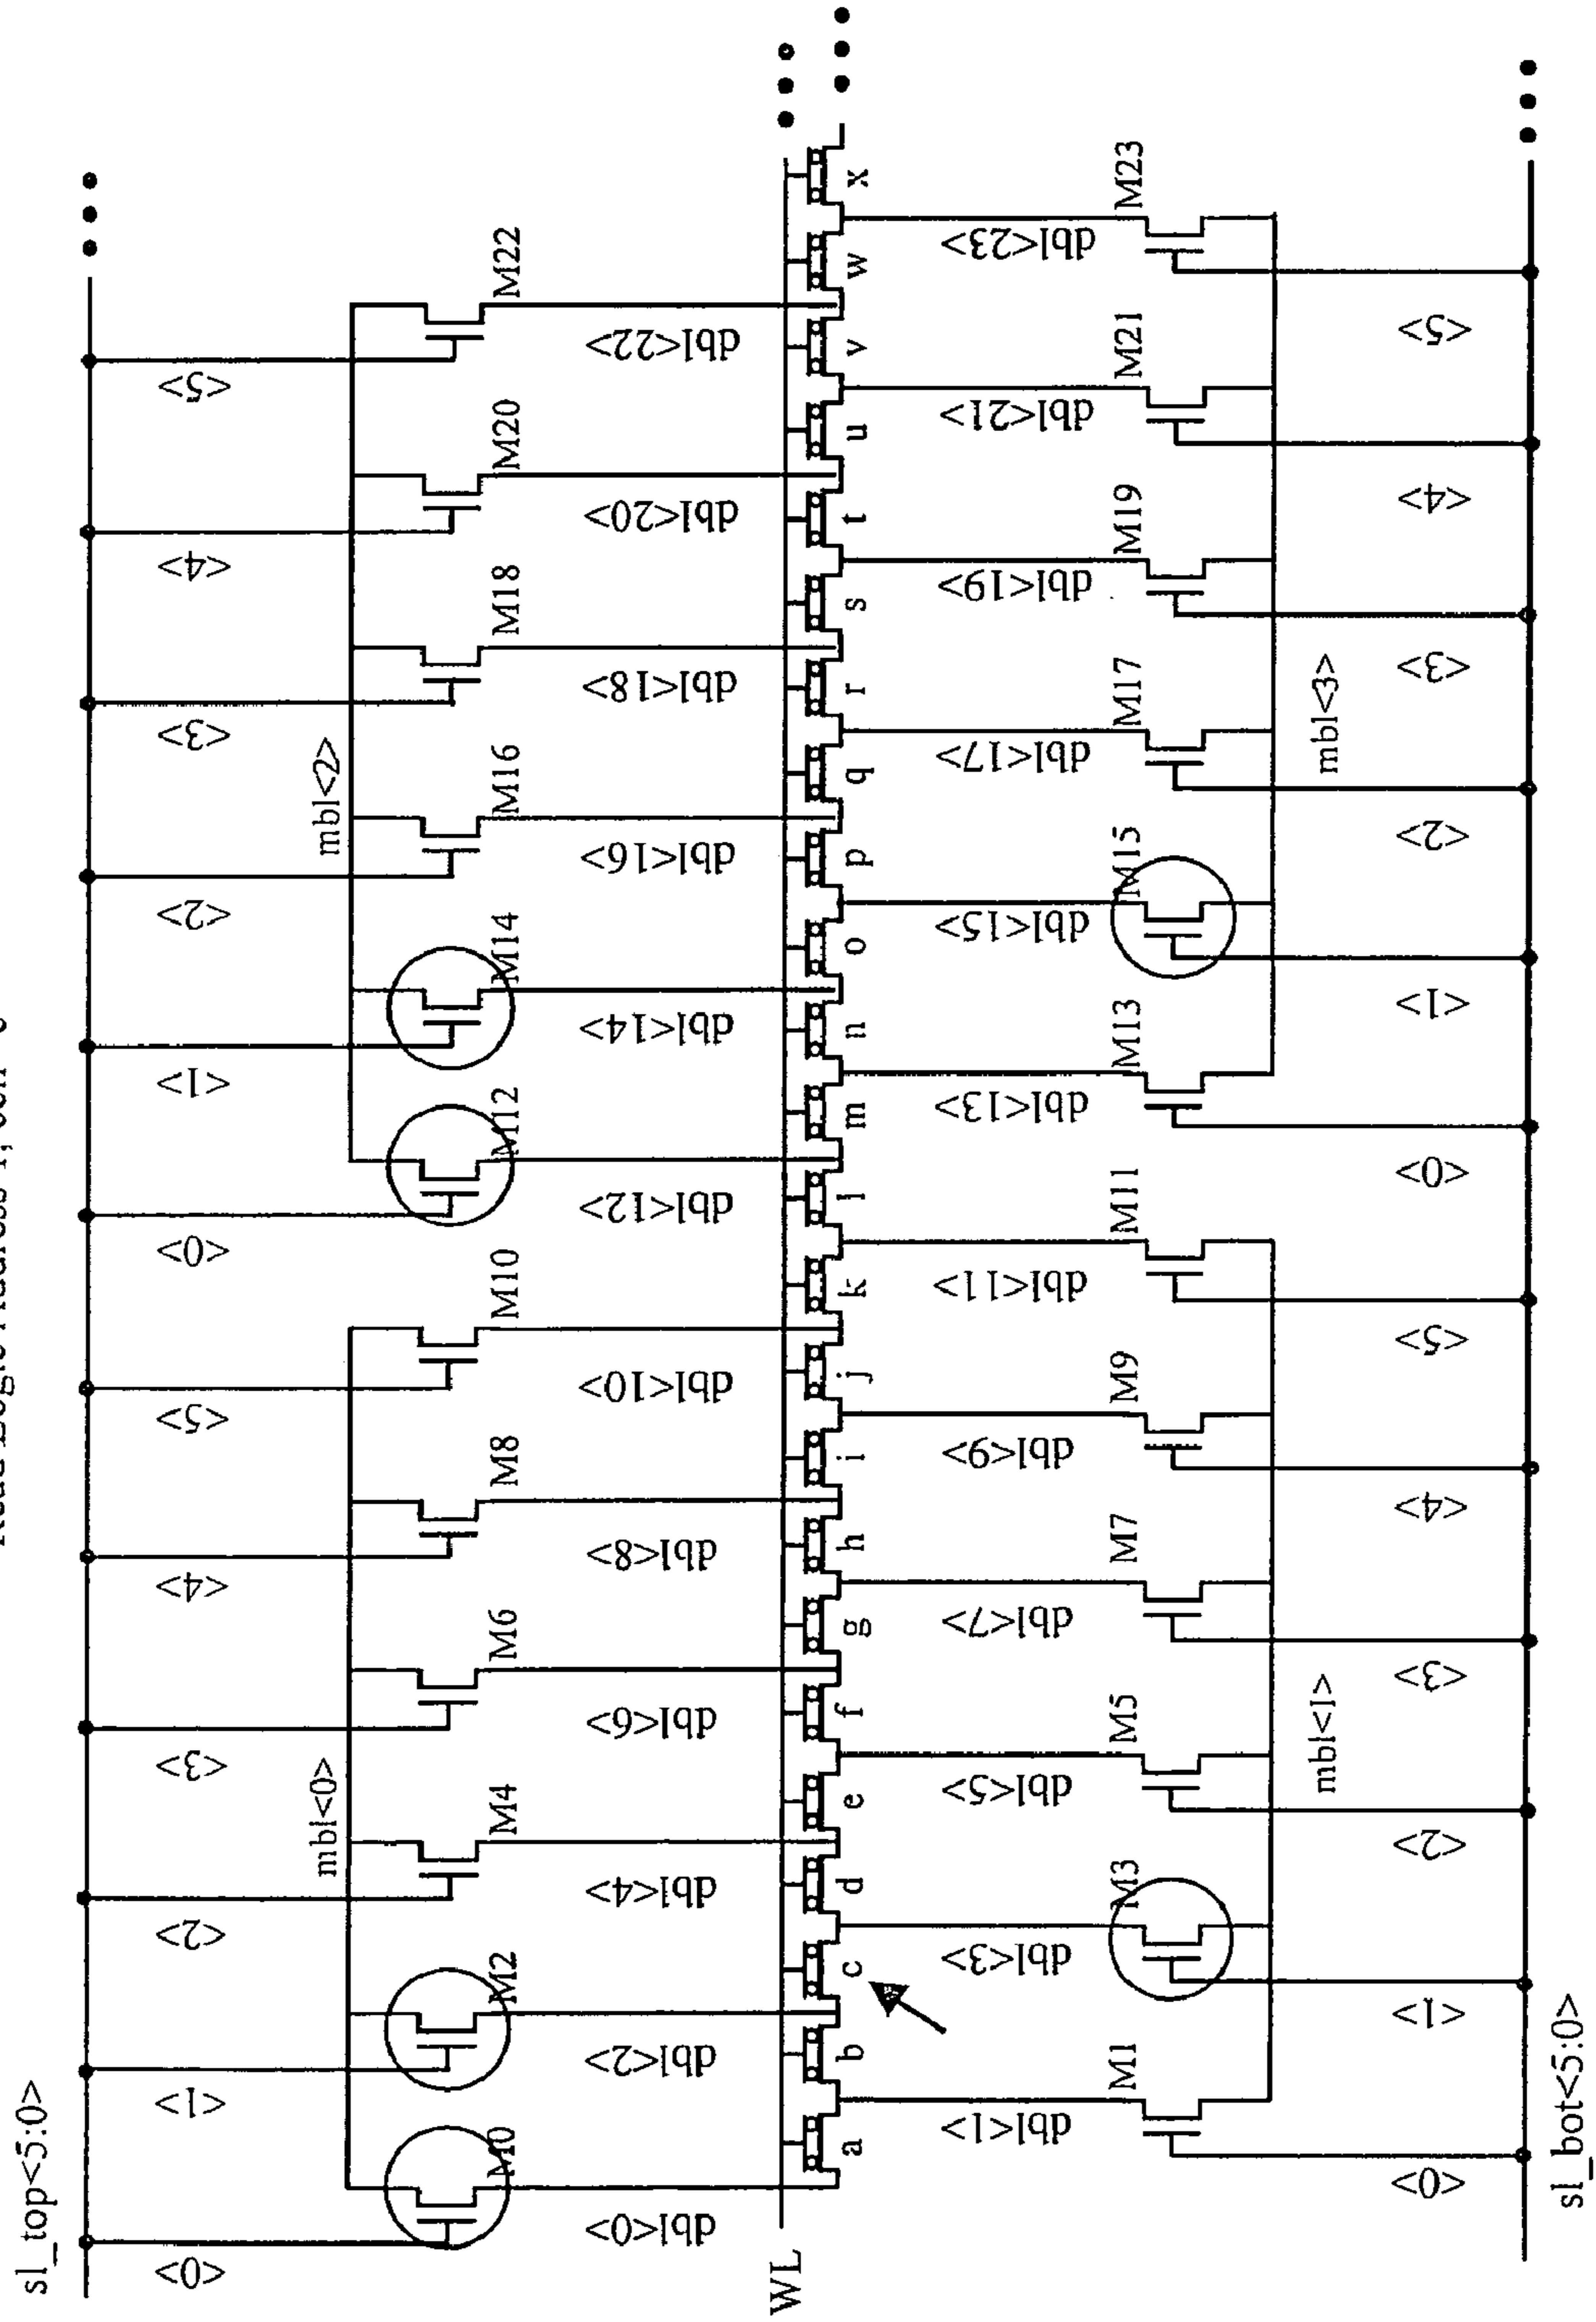 sl_top<5:0>
<0>
<1>
<2>
<3>
<4>
<5>
<0>
<1>
<2>
<3>
<4>
<5>
mbl<0>
mbl<2>
M0
M2
M4
M6
M8
M10
M12
M14
M16
M18
M20
M22
dbl<0>
dbl<2>
dbl<4>
dbl<6>
dbl<8>
dbl<10>
dbl<12>
dbl<14>
dbl<16>
dbl<18>
dbl<20>
dbl<22>
WL
a b c d e f g h i j k l m n o p q r s t u v w x
dbl<1>
dbl<3>
dbl<5>
dbl<7>
dbl<9>
dbl<11>
dbl<13>
dbl<15>
dbl<17>
dbl<19>
dbl<21>
dbl<23>
M1
M3
M5
M7
M9
M11
M13
M15
M17
M19
M21
M23
mbl<1>
mbl<3>
<0>
<1>
<2>
<3>
<4>
<5>
<0>
<1>
<2>
<3>
<4>
<5>
sl_bot<5:0>